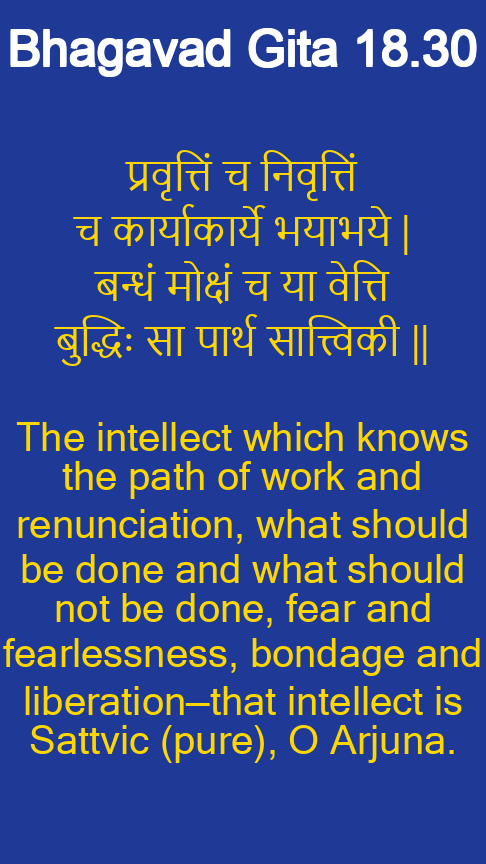 Bhagavad Gita 18.30
प्रवृत्तिं च निवृत्तिं
च कार्याकार्ये भयाभये |
बन्धं मोक्षं च या वेत्ति
बुद्धिः सा पार्थ सात्त्विकी ||
The intellect which knows
the path of work and
renunciation, what should
be done and what should
not be done, fear and
fearlessness, bondage and
liberation—that intellect is
Sattvic (pure), O Arjuna.